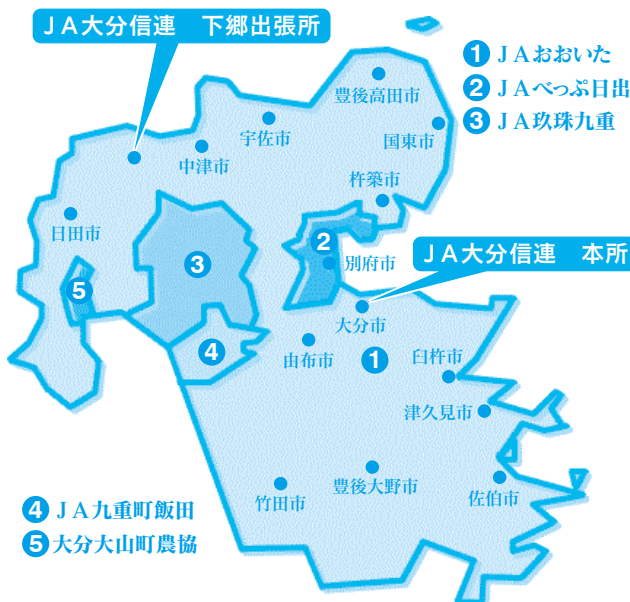 JA大分信連 下郷出張所
1 JAおおいた
2 JAべっぷ日出
3 JA玖珠九重
豊後高田市
宇佐市
国東市
中津市
杵築市
日田市
2
別府市
3
JA大分信連 本所
5
大分市
4
由布市
1
臼杵市
津久見市
竹田市
豊後大野市
佐伯市
4 JA九重町飯田
5 大分大山町農協